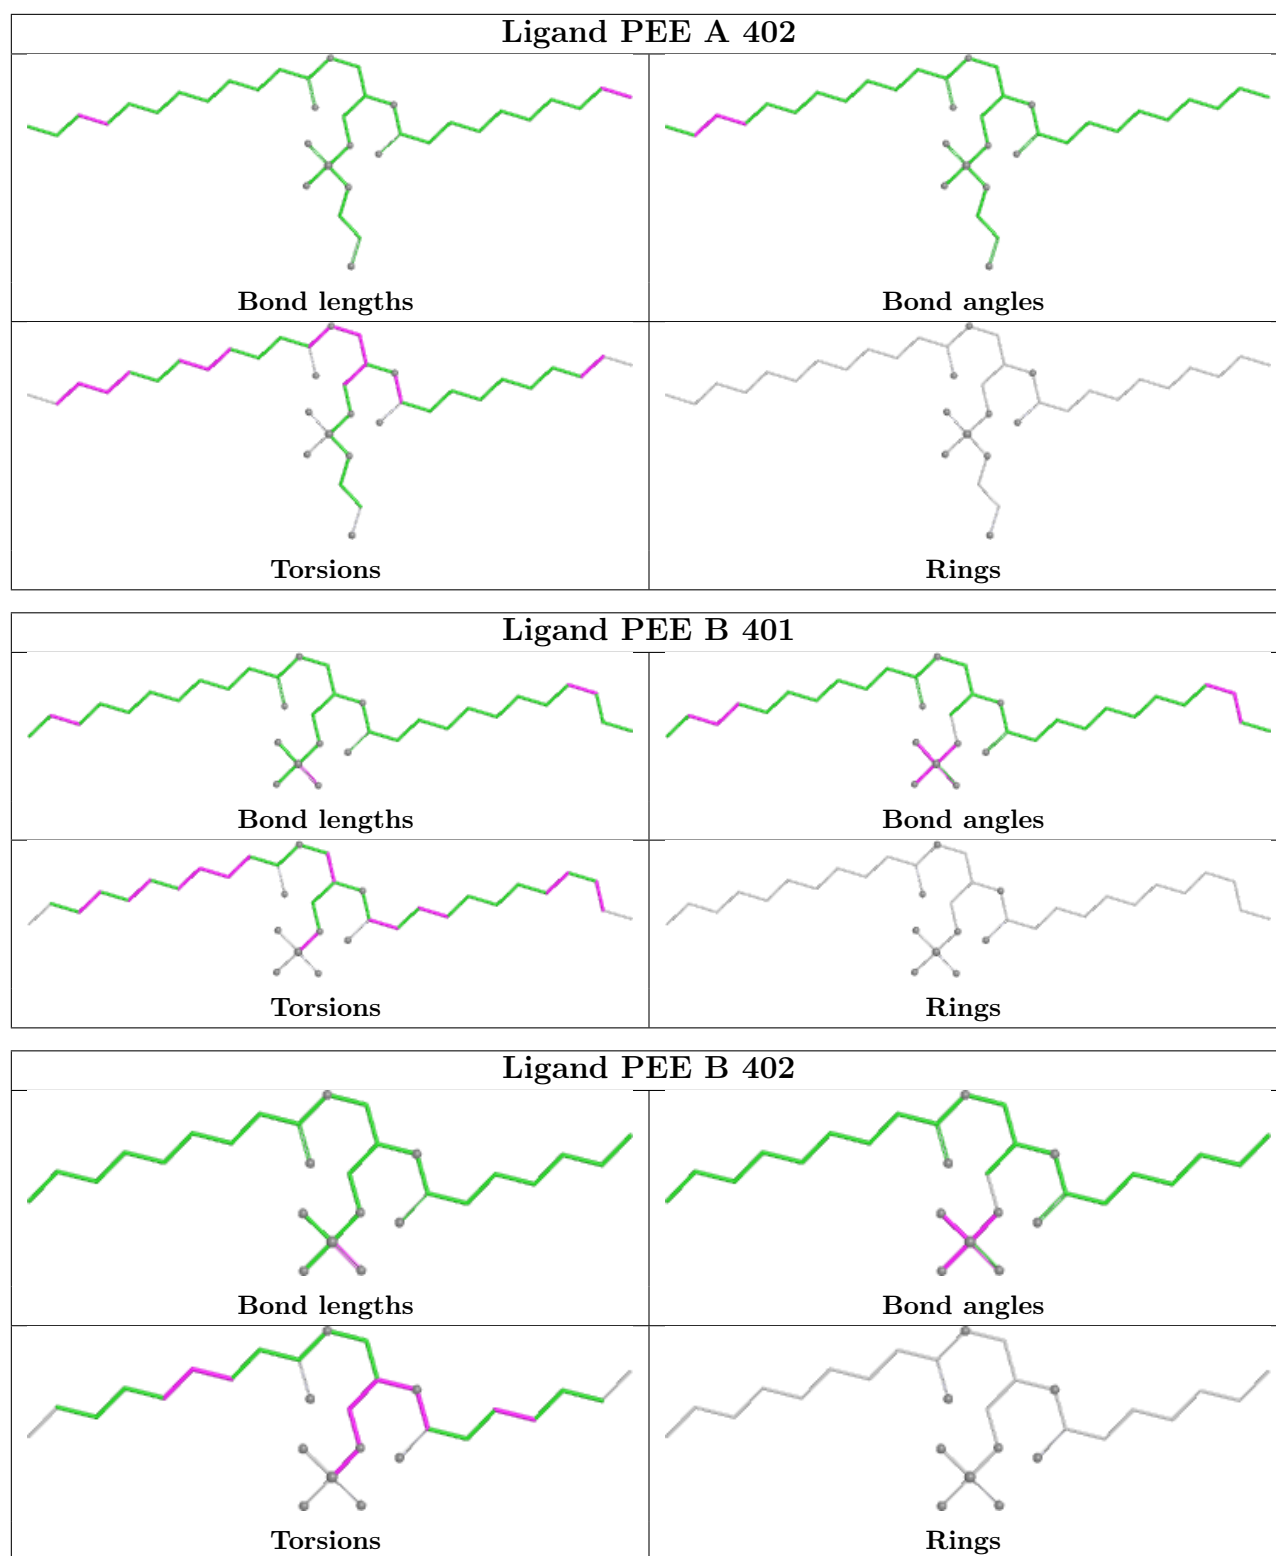 Ligand PEE A 402
Bond lengths
Bond angles
Torsions
Rings
Ligand PEE B 401
Bond lengths
Bond angles
Torsions
Rings
Ligand PEE B 402
Bond lengths
Bond angles
Torsions
Rings